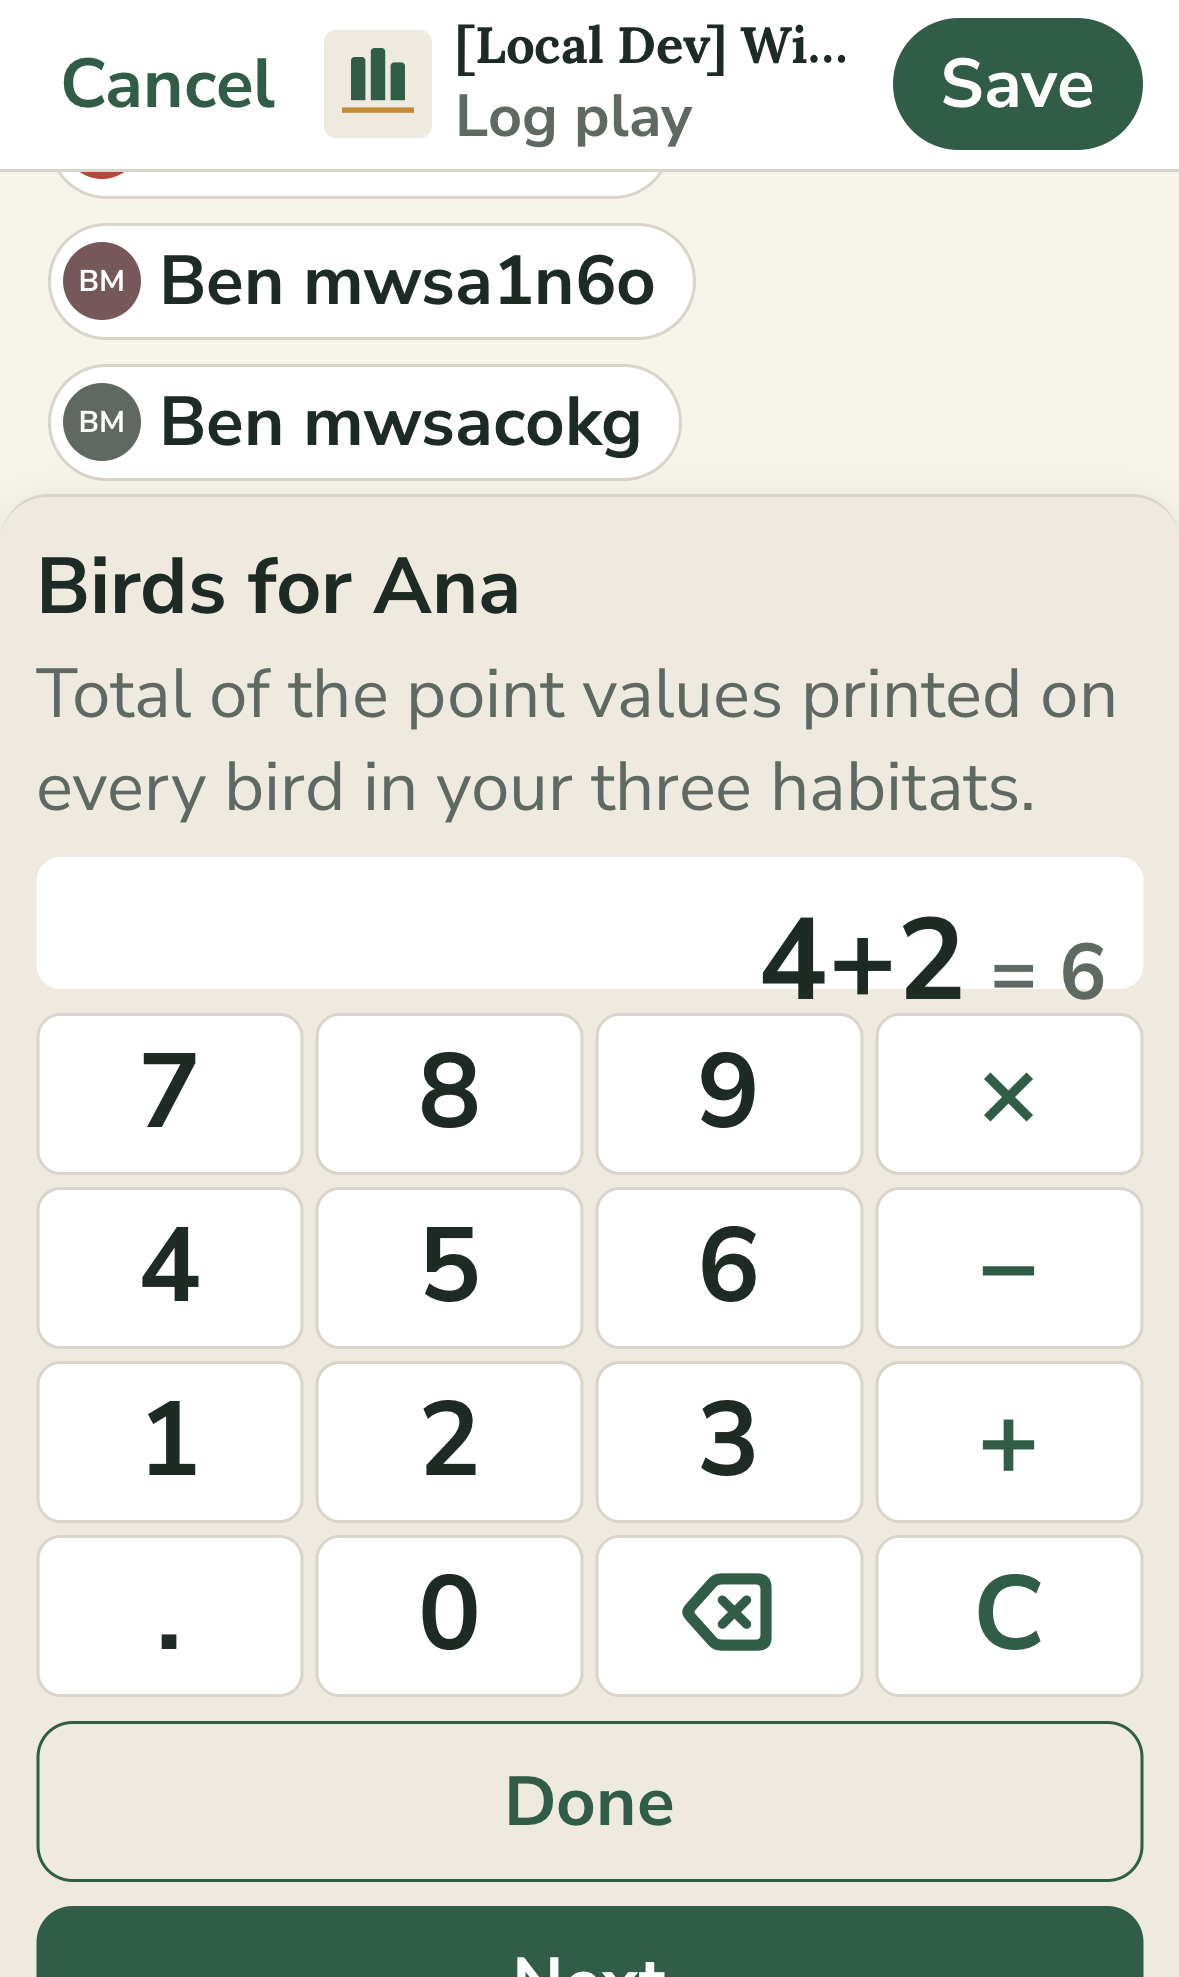 Cancel
[Local Dev] Wi...
Log play
Save
BM Ben mwsa1n6o
BM Ben mwsacokg
Birds for Ana
Total of the point values printed on
every bird in your three habitats.
4+2 = 6
7 8 9 ×
4 5 6 −
1 2 3 +
. 0 C
Done
Next